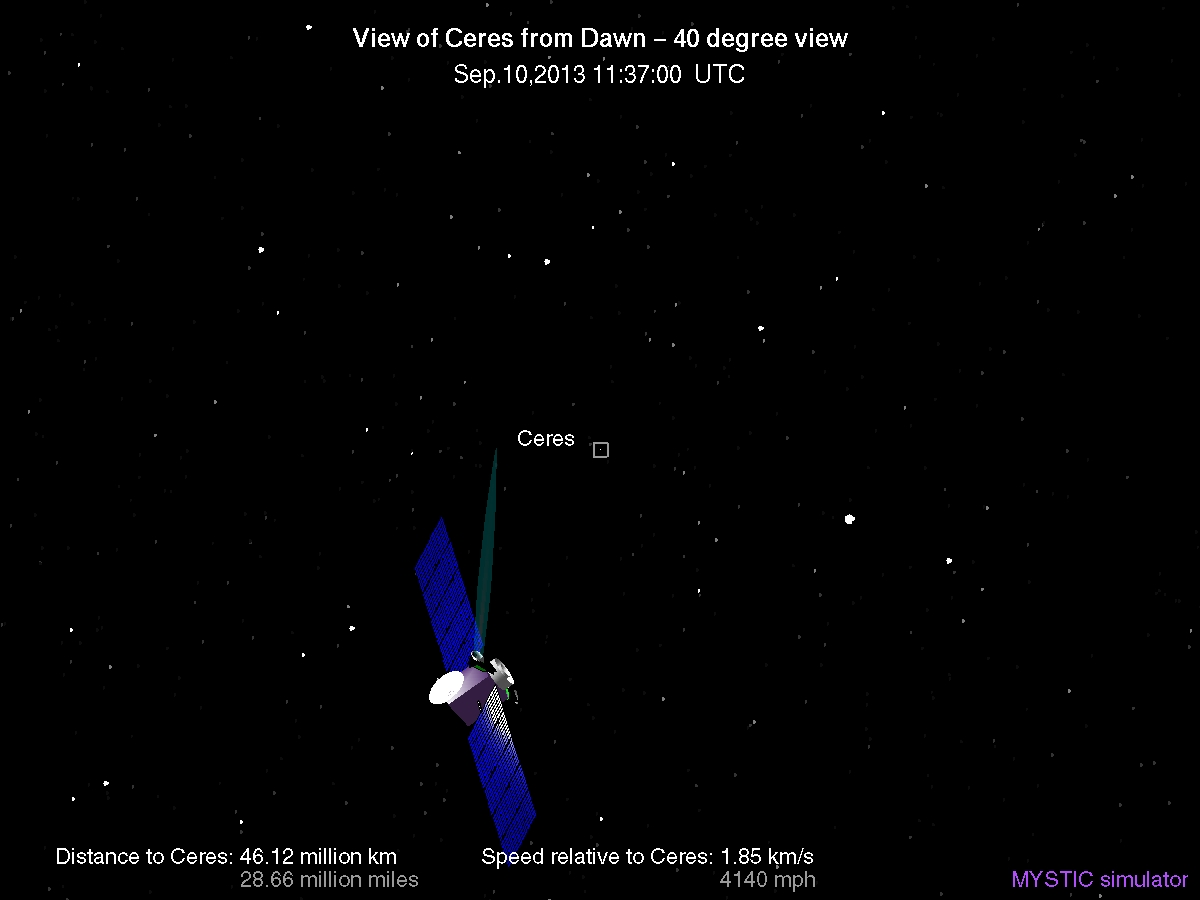 View of Ceres from Dawn – 40 degree view
Sep.10,2013 11:37:00 UTC
Ceres
Distance to Ceres: 46.12 million km
28.66 million miles
Speed relative to Ceres: 1.85 km/s
4140 mph
MYSTIC simulator